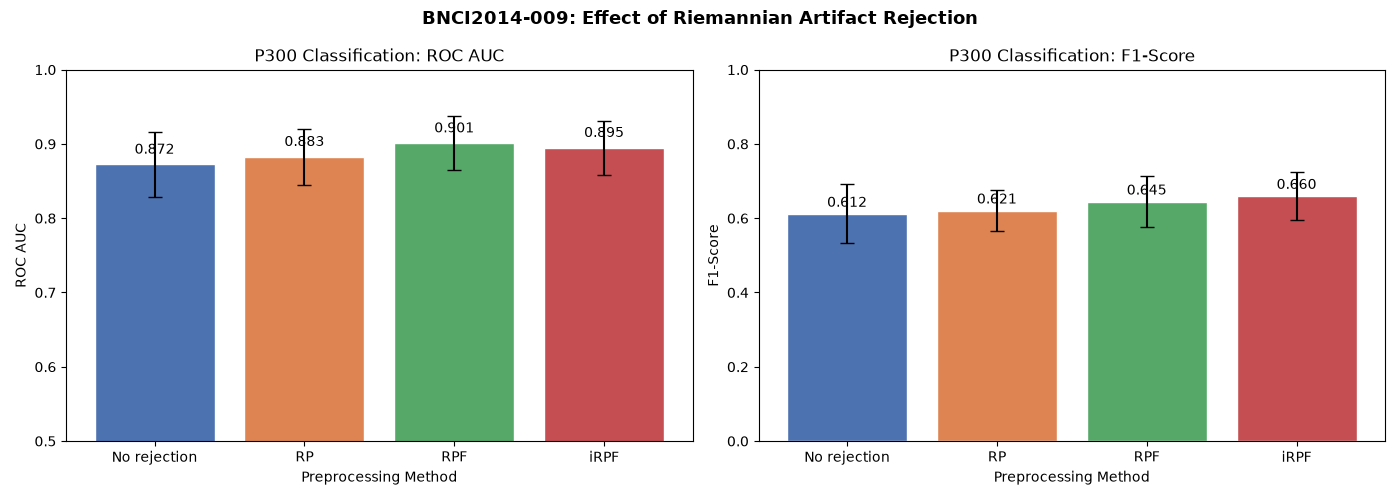 BNCI2014-009: Effect of Riemannian Artifact Rejection
P300 Classification: ROC AUC
1.0
0.9
0.8
0.7
0.6
0.5
ROC AUC
0.872
0.883
0.901
0.895
No rejection
RP
RPF
iRPF
Preprocessing Method
P300 Classification: F1-Score
1.0
0.8
0.6
0.4
0.2
0.0
F1-Score
0.612
0.621
0.645
0.660
No rejection
RP
RPF
iRPF
Preprocessing Method